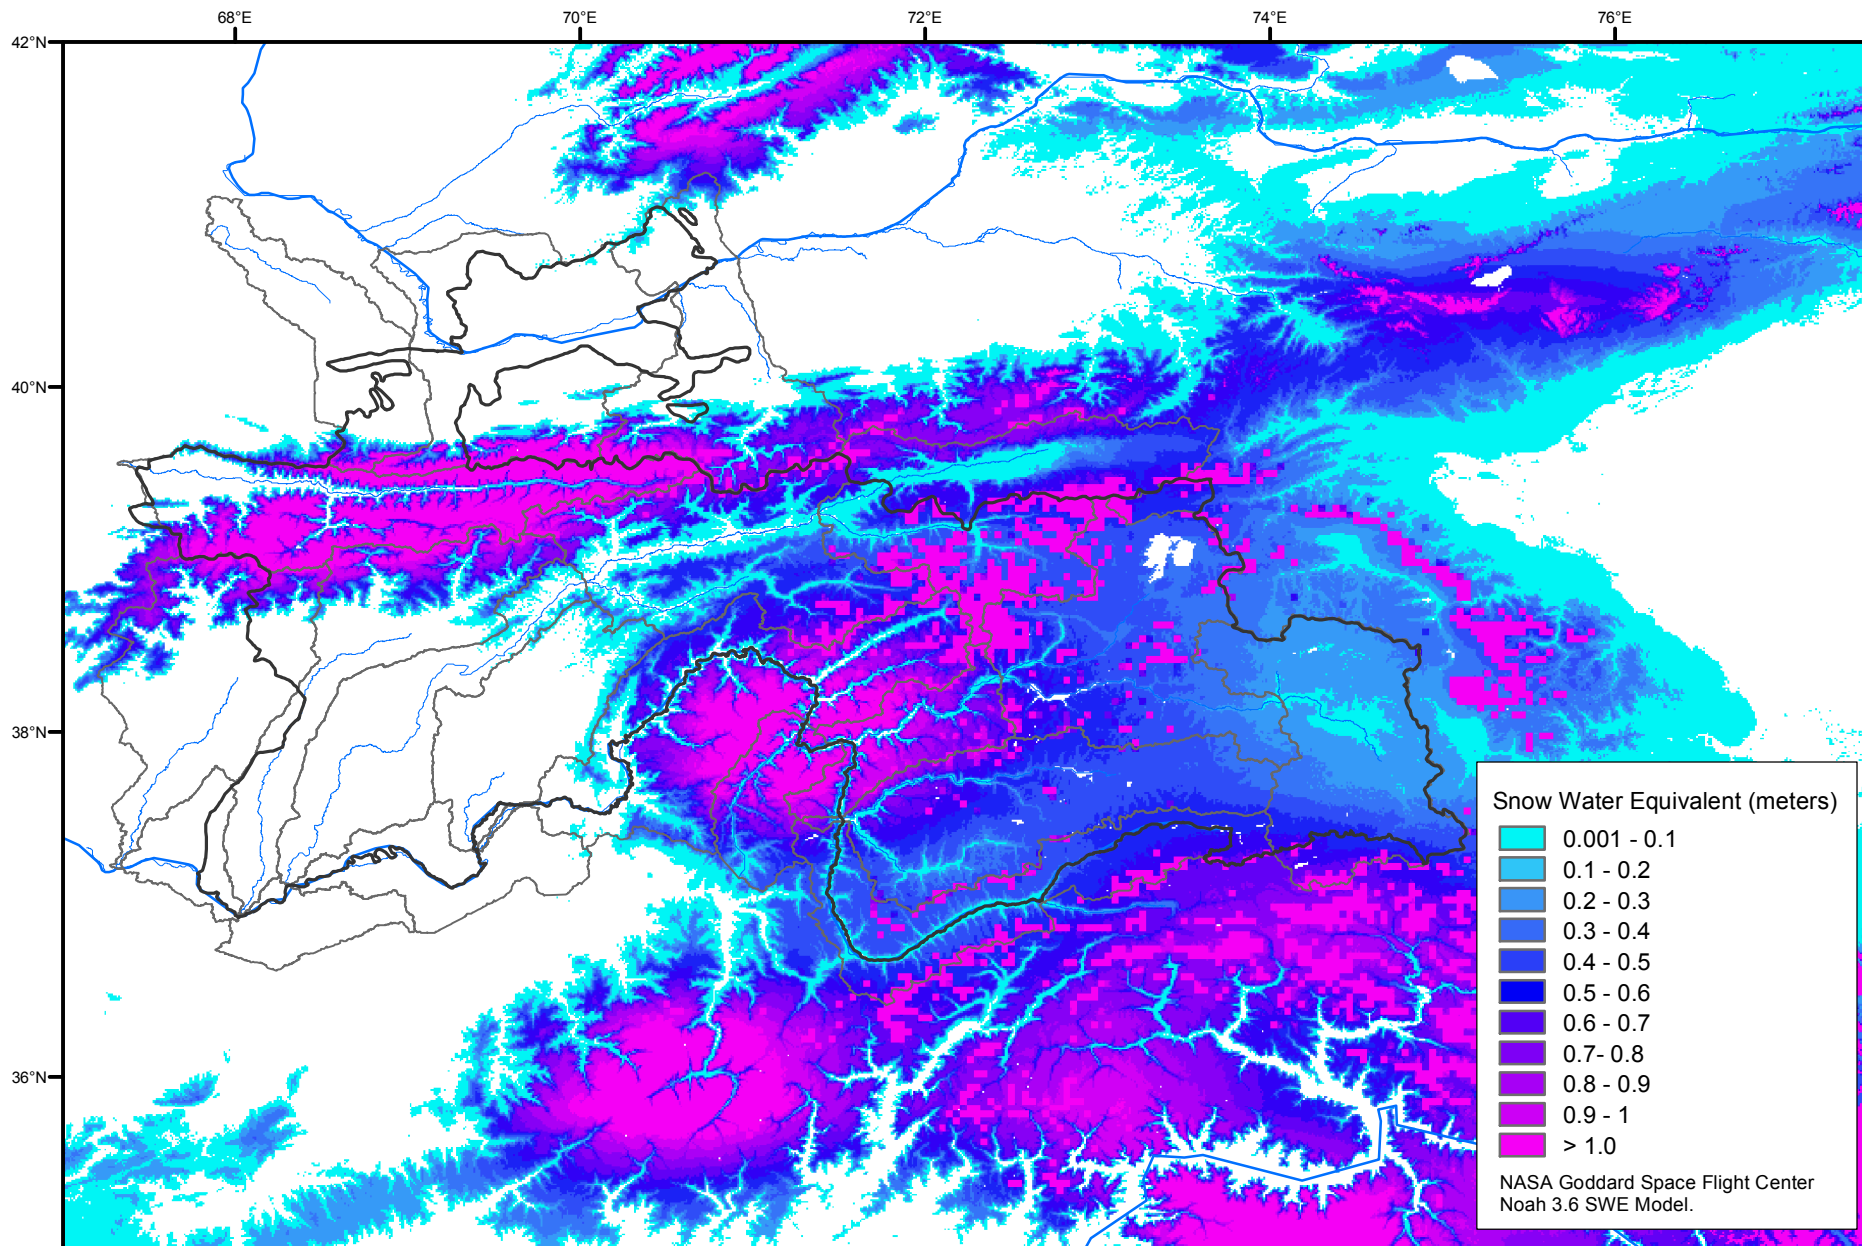 68°E 70°E 72°E 74°E 76°E
42°N
40°N
38°N
36°N
Snow Water Equivalent (meters)
0.001 - 0.1
0.1 - 0.2
0.2 - 0.3
0.3 - 0.4
0.4 - 0.5
0.5 - 0.6
0.6 - 0.7
0.7- 0.8
0.8 - 0.9
0.9 - 1
> 1.0
NASA Goddard Space Flight Center
Noah 3.6 SWE Model.